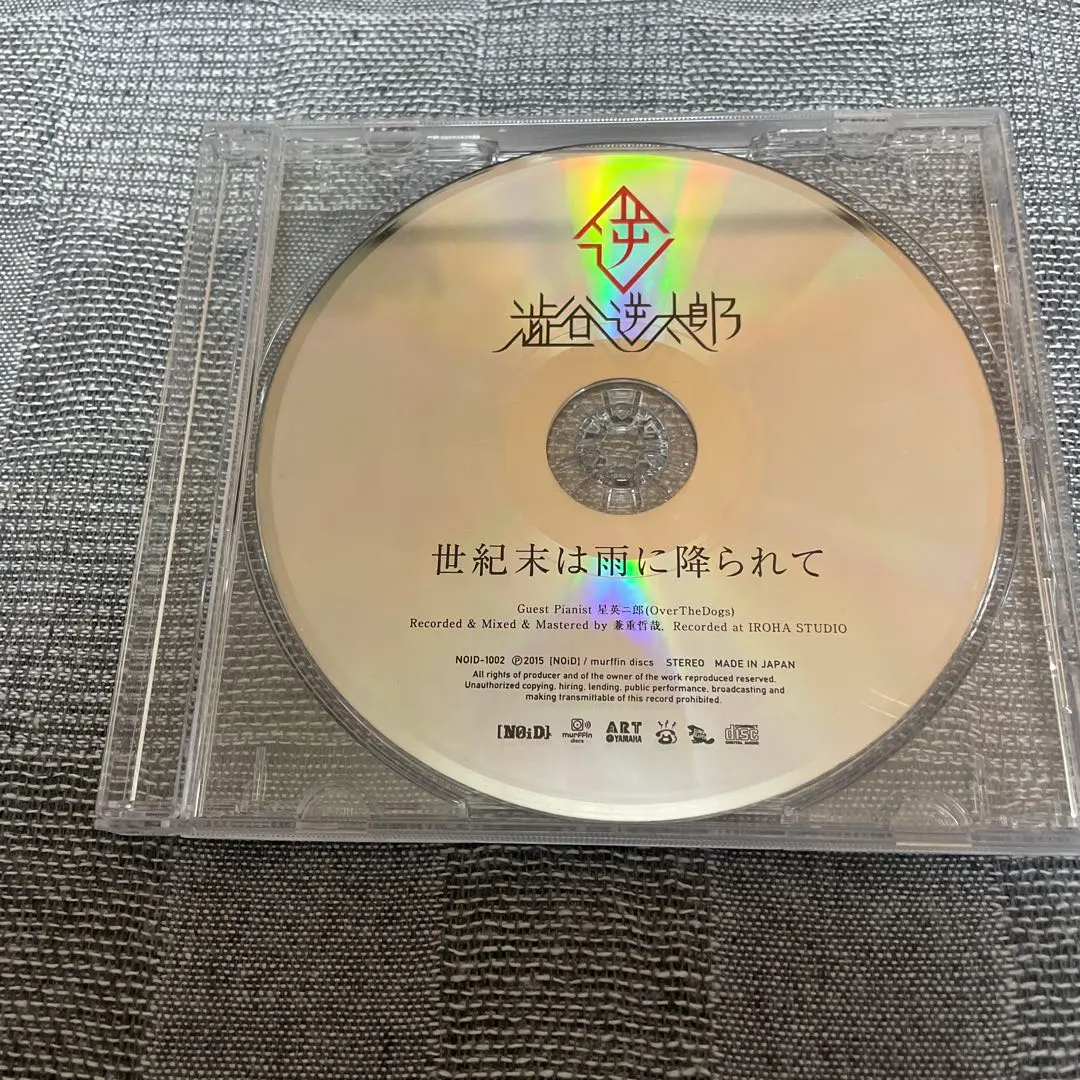 逆
澁谷逆太郎
世紀末は雨に降られて
Guest Pianist 星英二郎(OverTheDogs)
Recorded & Mixed & Mastered by 兼重哲哉, Recorded at IROHA STUDIO
NOID-1002 ℗2015 [NOiD] / murffin discs STEREO MADE IN JAPAN
All rights of producer and of the owner of the work reproduced reserved.
Unauthorized copying, hiring, lending, public performance, broadcasting and
making transmittable of this record prohibited.
[NØiD] murffin discs ART YAMAHA COMPACT disc DIGITAL AUDIO